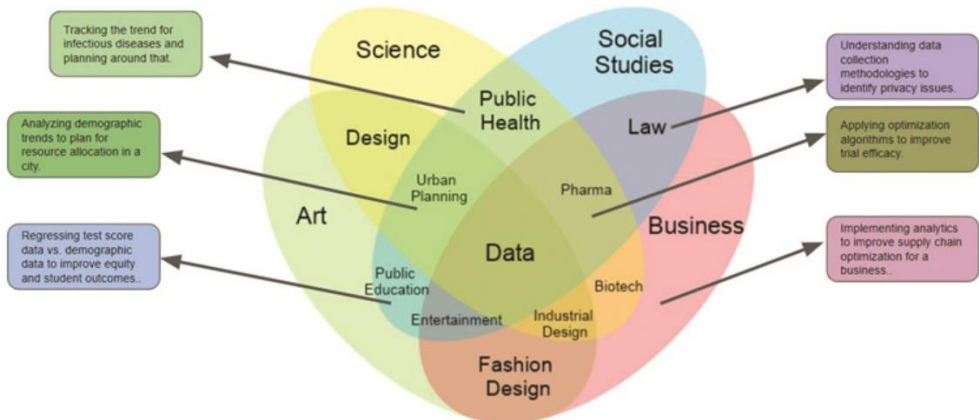 Tracking the trend for
infectious diseases and
planning around that.
Analyzing demographic
trends to plan for
resource allocation in a
city.
Regressing test score
data vs. demographic
data to improve equity
and student outcomes..
Science
Social
Studies
Public
Health
Law
Design
Urban
Planning
Pharma
Art
Business
Data
Public
Education
Biotech
Entertainment
Industrial
Design
Fashion
Design
Understanding data
collection
methodologies to
identify privacy issues.
Applying optimization
algorithms to improve
trial efficacy.
Implementing analytics
to improve supply chain
optimization for a
business..